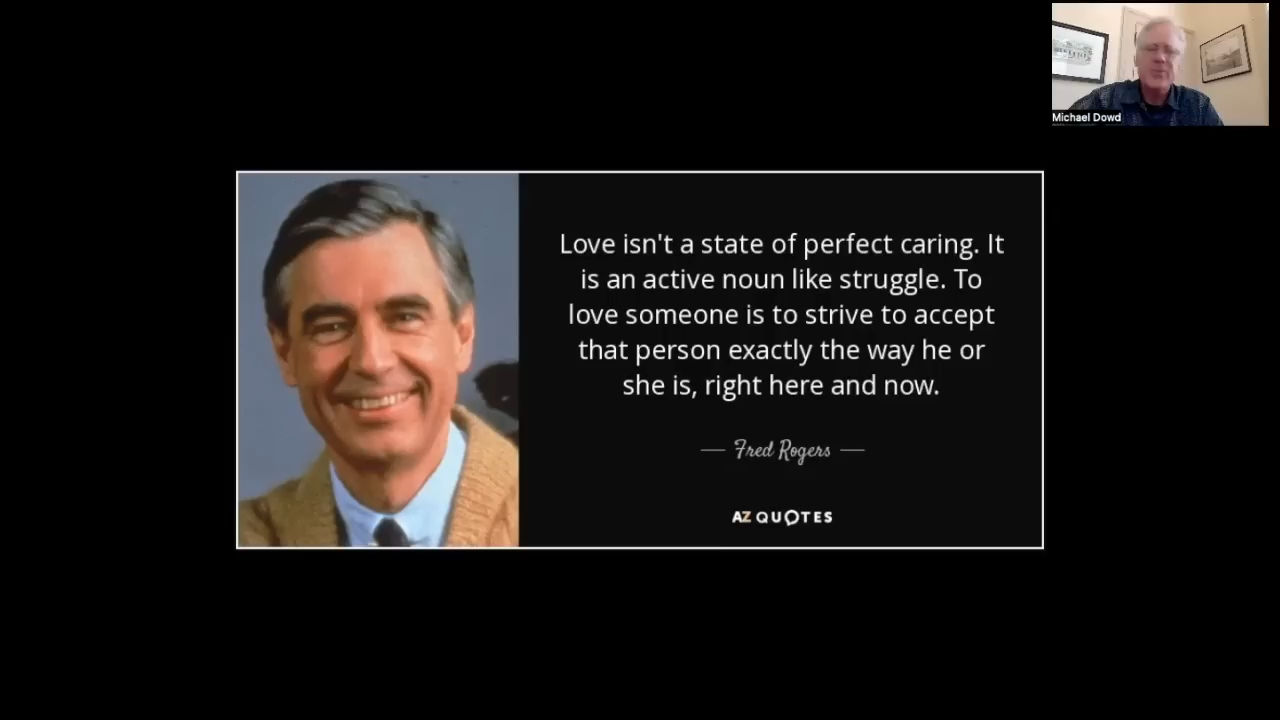 Michael Dowd
Love isn't a state of perfect caring. It
is an active noun like struggle. To
love someone is to strive to accept
that person exactly the way he or
she is, right here and now.
— Fred Rogers —
AZ QUOTES